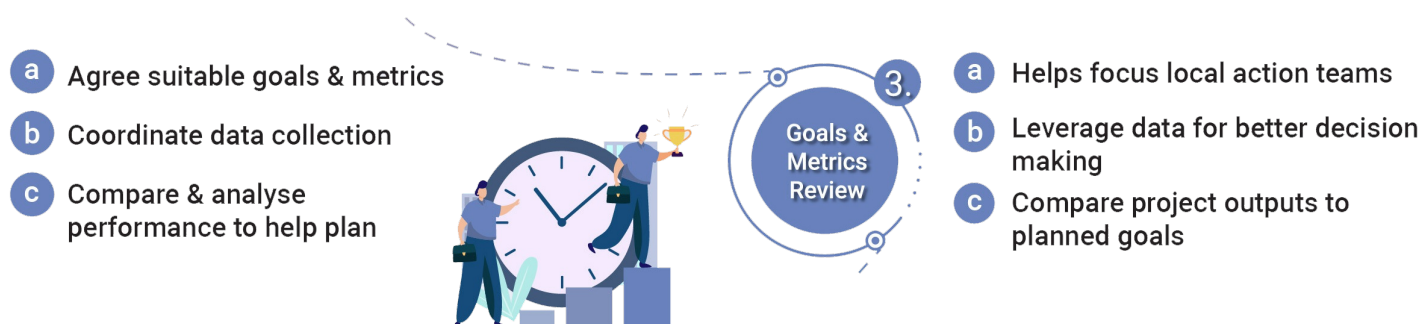 a Agree suitable goals & metrics
b Coordinate data collection
c Compare & analyse
performance to help plan
3.
Goals &
Metrics
Review
a Helps focus local action teams
b Leverage data for better decision
making
c Compare project outputs to
planned goals